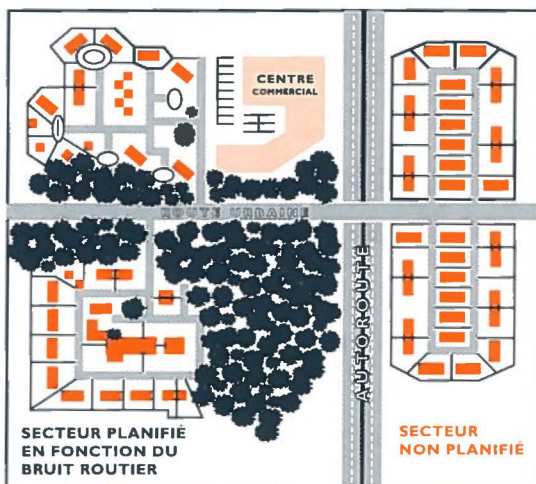 CENTRE
COMMERCIAL
ROUTE URBAINE
AUTOROUTE
SECTEUR PLANIFIÉ
EN FONCTION DU
BRUIT ROUTIER
SECTEUR
NON PLANIFIÉ